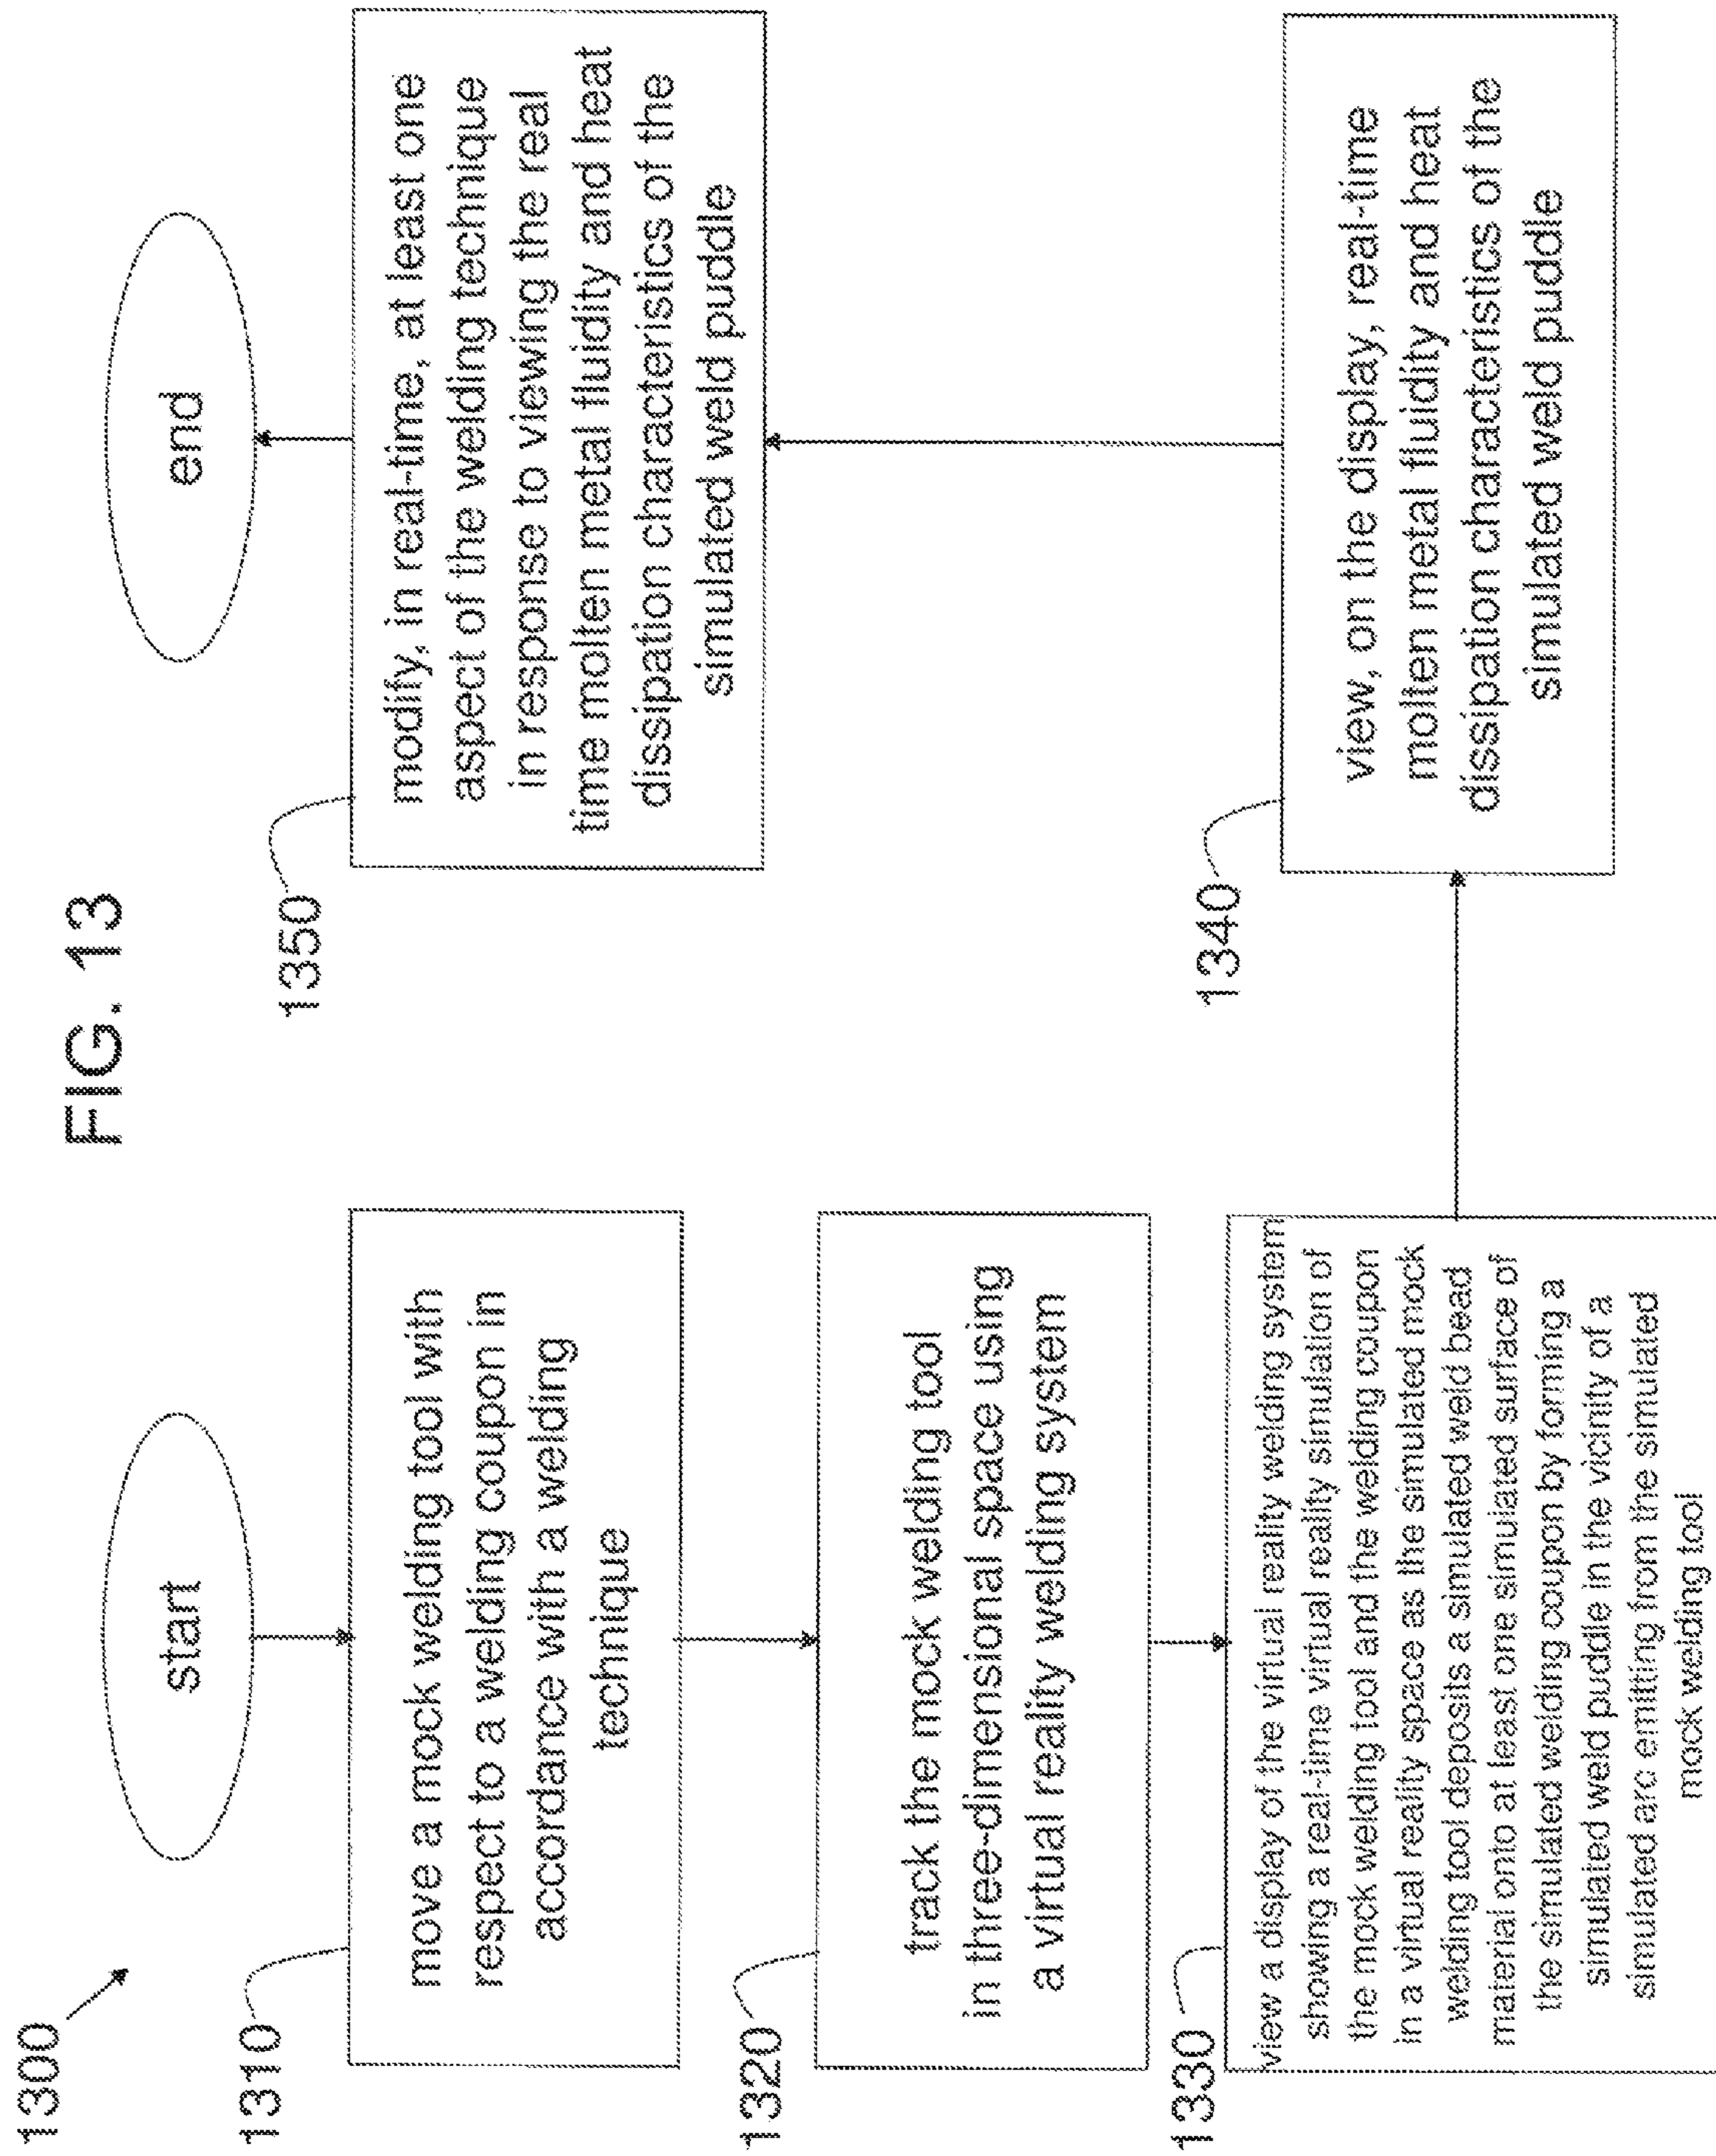 FIG. 13
1300
start
1310
move a mock welding tool with
respect to a welding coupon in
accordance with a welding
technique
1320
track the mock welding tool
in three-dimensional space using
a virtual reality welding system
1330
view a display of the virtual reality welding system
showing a real-time virtual reality simulation of
the mock welding tool and the welding coupon
in a virtual reality space as the simulated mock
welding tool deposits a simulated weld bead
material onto at least one simulated surface of
the simulated welding coupon by forming a
simulated weld puddle in the vicinity of a
simulated arc emitting from the simulated
mock welding tool
1340
view, on the display, real-time
molten metal fluidity and heat
dissipation characteristics of the
simulated weld puddle
1350
modify, in real-time, at least one
aspect of the welding technique
in response to viewing the real
time molten metal fluidity and heat
dissipation characteristics of the
simulated weld puddle
end